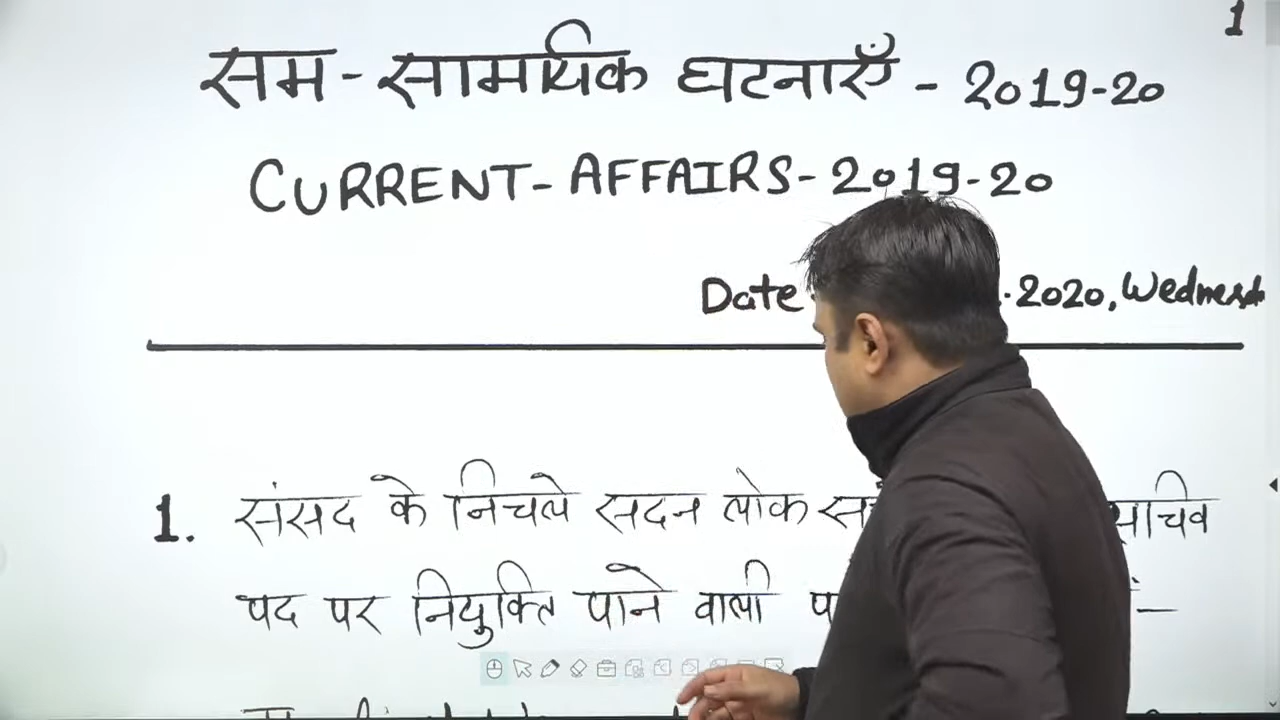 1
सम-सामयिक घटनाएँ - 2019-20
CURRENT-AFFAIRS-2019-20
Date .2020, Wednesd
1. संसद के निचले सदन लोक सचिव
पद पर नियुक्ति पाने वाली